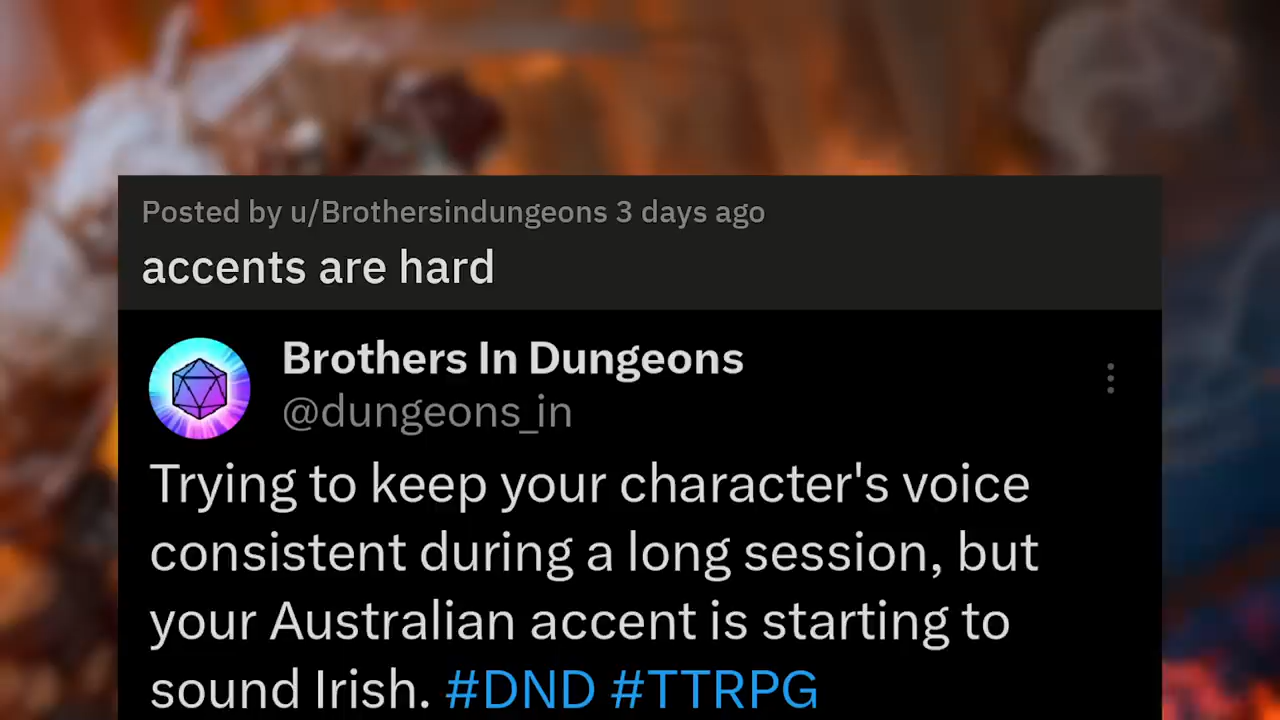 Posted by u/Brothersindungeons 3 days ago
accents are hard
Brothers In Dungeons
@dungeons_in
Trying to keep your character's voice
consistent during a long session, but
your Australian accent is starting to
sound Irish. #DND #TTRPG